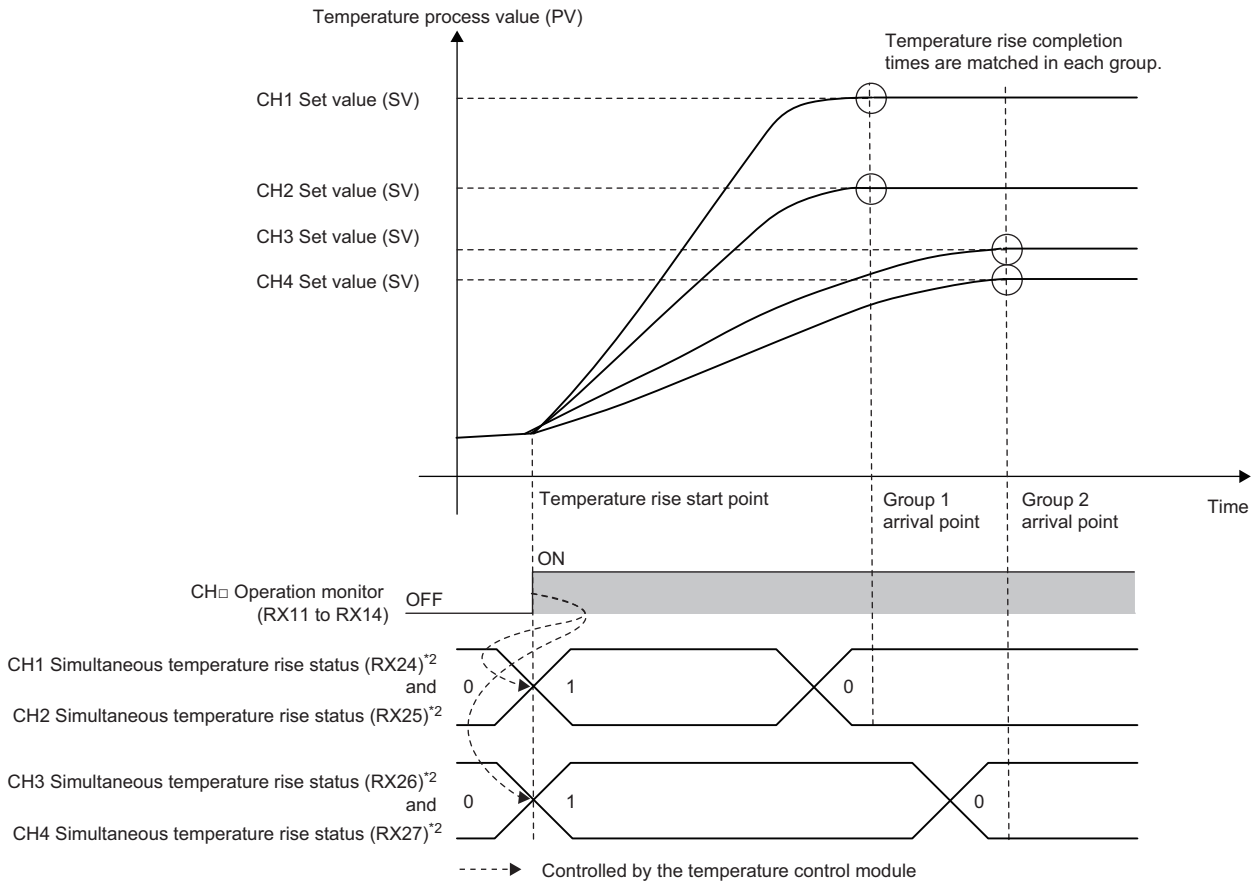 Temperature process value (PV)
Temperature rise completion
times are matched in each group.
CH1 Set value (SV)
CH2 Set value (SV)
CH3 Set value (SV)
CH4 Set value (SV)
Temperature rise start point
Group 1
arrival point
Group 2
arrival point
Time
ON
CH□ Operation monitor
(RX11 to RX14)
OFF
CH1 Simultaneous temperature rise status (RX24)*2
and
0
1
0
CH2 Simultaneous temperature rise status (RX25)*2
CH3 Simultaneous temperature rise status (RX26)*2
and
0
1
0
CH4 Simultaneous temperature rise status (RX27)*2
Controlled by the temperature control module